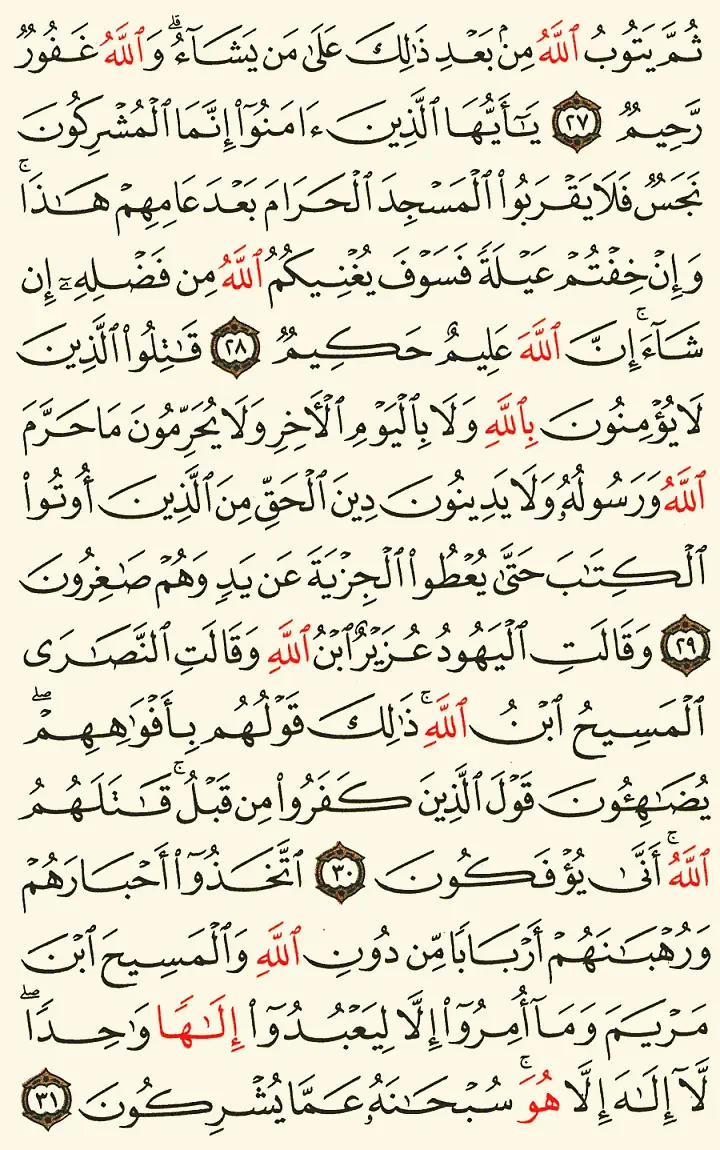 ثُمَّ يَتُوبُ ٱللَّهُ مِنۢ بَعْدِ ذَٰلِكَ عَلَىٰ مَن يَشَآءُۗ وَٱللَّهُ غَفُورٌ
رَّحِيمٌ ٢٧ يَـٰٓأَيُّهَا ٱلَّذِينَ ءَامَنُوٓا۟ إِنَّمَا ٱلْمُشْرِكُونَ
نَجَسٌ فَلَا يَقْرَبُوا۟ ٱلْمَسْجِدَ ٱلْحَرَامَ بَعْدَ عَامِهِمْ هَـٰذَاۚ
وَإِنْ خِفْتُمْ عَيْلَةً فَسَوْفَ يُغْنِيكُمُ ٱللَّهُ مِن فَضْلِهِۦٓ إِن
شَآءَۚ إِنَّ ٱللَّهَ عَلِيمٌ حَكِيمٌ ٢٨ قَـٰتِلُوا۟ ٱلَّذِينَ
لَا يُؤْمِنُونَ بِٱللَّهِ وَلَا بِٱلْيَوْمِ ٱلْـَٔاخِرِ وَلَا يُحَرِّمُونَ مَا حَرَّمَ
ٱللَّهُ وَرَسُولُهُۥ وَلَا يَدِينُونَ دِينَ ٱلْحَقِّ مِنَ ٱلَّذِينَ أُوتُوا۟
ٱلْكِتَـٰبَ حَتَّىٰ يُعْطُوا۟ ٱلْجِزْيَةَ عَن يَدٍ وَهُمْ صَـٰغِرُونَ
٢٩ وَقَالَتِ ٱلْيَهُودُ عُزَيْرٌ ٱبْنُ ٱللَّهِ وَقَالَتِ ٱلنَّصَـٰرَى
ٱلْمَسِيحُ ٱبْنُ ٱللَّهِۚ ذَٰلِكَ قَوْلُهُم بِأَفْوَٰهِهِمْۖ
يُضَـٰهِـُٔونَ قَوْلَ ٱلَّذِينَ كَفَرُوا۟ مِن قَبْلُۚ قَـٰتَلَهُمُ
ٱللَّهُۚ أَنَّىٰ يُؤْفَكُونَ ٣٠ ٱتَّخَذُوٓا۟ أَحْبَارَهُمْ
وَرُهْبَـٰنَهُمْ أَرْبَابًا مِّن دُونِ ٱللَّهِ وَٱلْمَسِيحَ ٱبْنَ
مَرْيَمَ وَمَآ أُمِرُوٓا۟ إِلَّا لِيَعْبُدُوٓا۟ إِلَـٰهًا وَٰحِدًاۖ
لَّآ إِلَـٰهَ إِلَّا هُوَۚ سُبْحَـٰنَهُۥ عَمَّا يُشْرِكُونَ ٣١